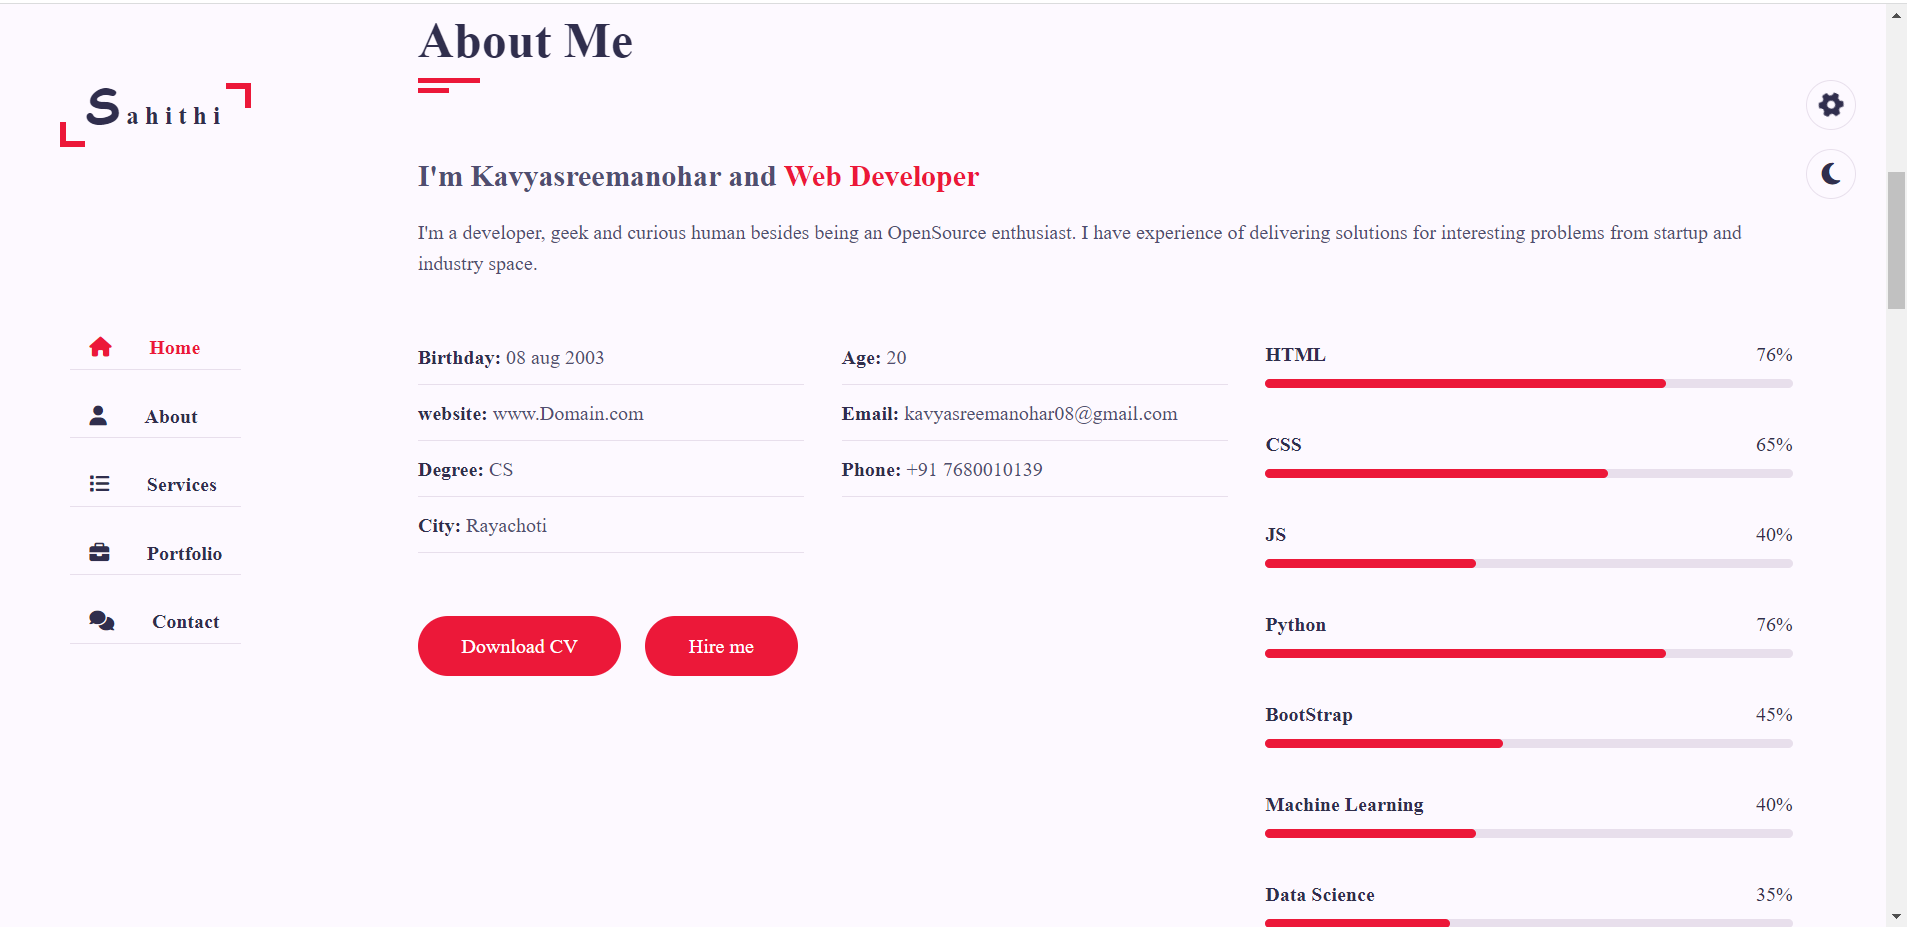 About Me
Sahithi
I'm Kavyasreemanohar and Web Developer
I'm a developer, geek and curious human besides being an OpenSource enthusiast. I have experience of delivering solutions for interesting problems from startup and
industry space.
Home
About
Services
Portfolio
Contact
Birthday: 08 aug 2003
website: www.Domain.com
Degree: CS
City: Rayachoti
Age: 20
Email: kavyasreemanohar08@gmail.com
Phone: +91 7680010139
Download CV
Hire me
HTML 76%
CSS 65%
JS 40%
Python 76%
BootStrap 45%
Machine Learning 40%
Data Science 35%